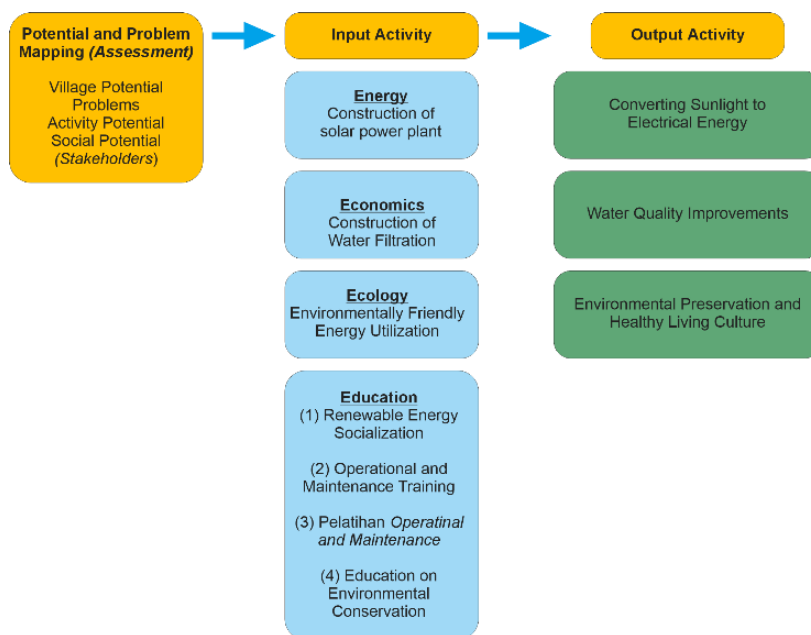 Potential and Problem
Mapping (Assessment)
Village Potential
Problems
Activity Potential
Social Potential
(Stakeholders)
Input Activity
Energy
Construction of
solar power plant
Economics
Construction of
Water Filtration
Ecology
Environmentally Friendly
Energy Utilization
Education
(1) Renewable Energy
Socialization
(2) Operational and
Maintenance Training
(3) Pelatihan Operatinal
and Maintenance
(4) Education on
Environmental
Conservation
Output Activity
Converting Sunlight to
Electrical Energy
Water Quality Improvements
Environmental Preservation and
Healthy Living Culture